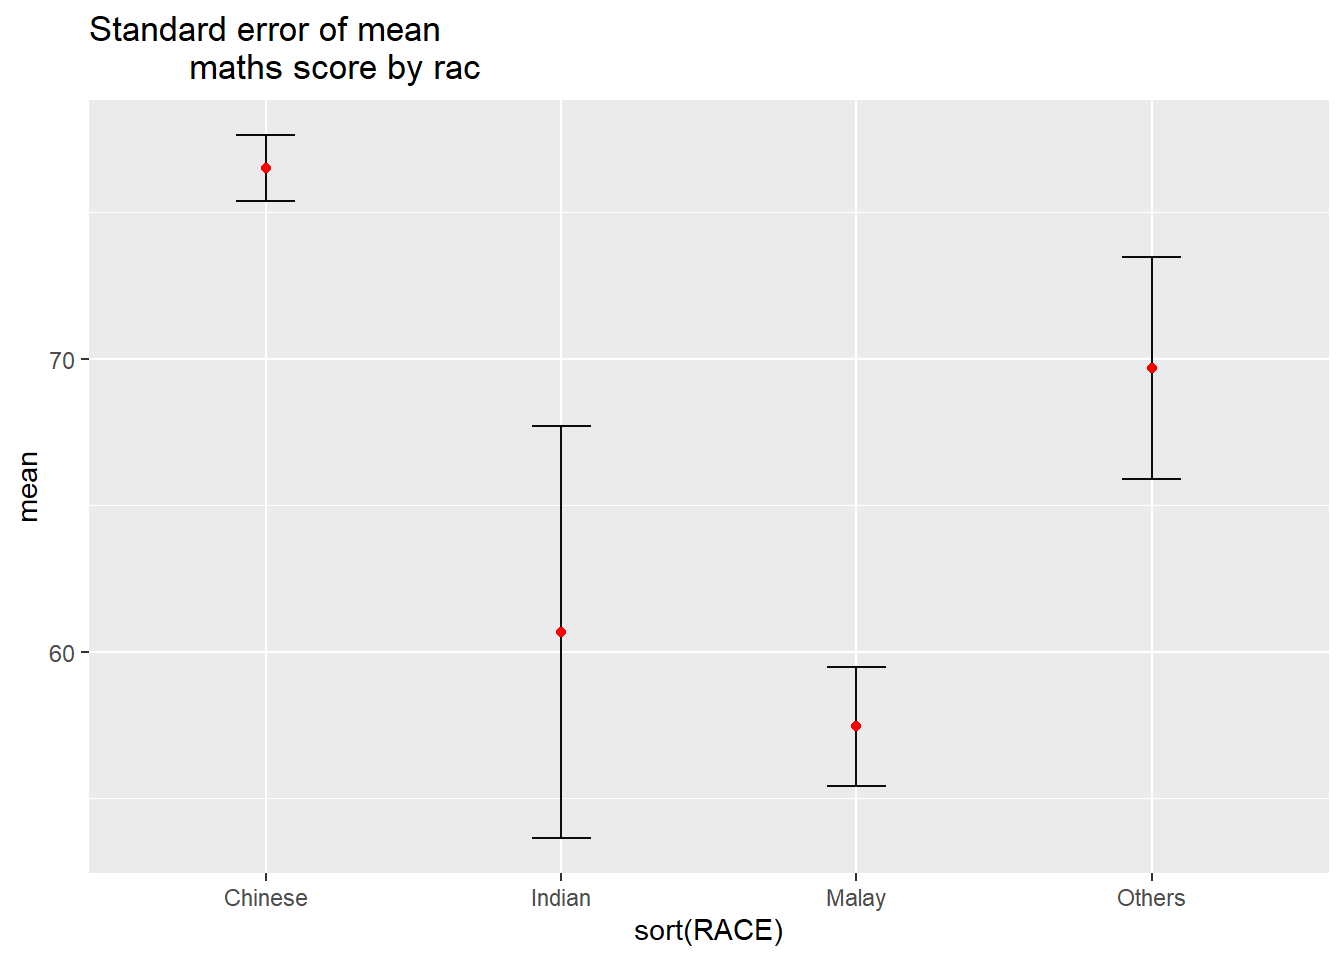 Standard error of mean
maths score by rac
mean
70
60
Chinese Indian Malay Others
sort(RACE)